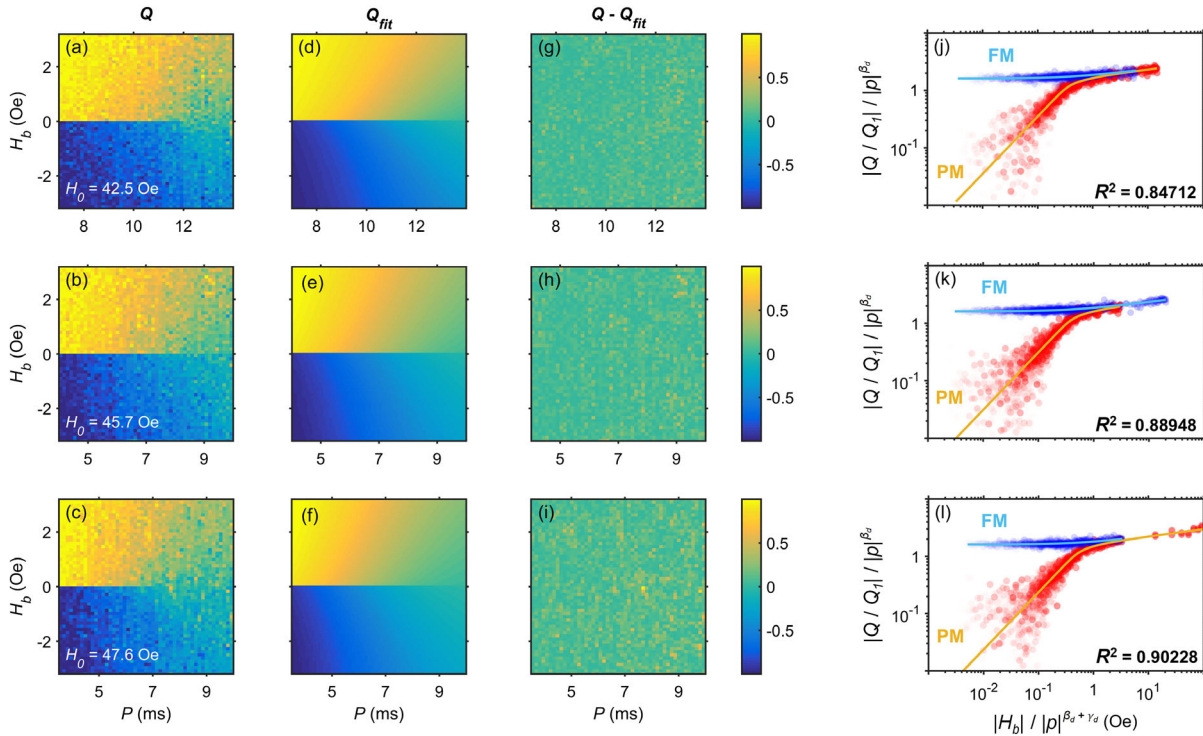 Q
Q_fit
Q - Q_fit
(a)
(d)
(g)
(j)
2
0
-2
H_b (Oe)
H_0 = 42.5 Oe
8 10 12
8 10 12
8 10 12
0.5
0
-0.5
FM
PM
R² = 0.84712
1
10⁻¹
|Q / Q_1| / |p|^β_d
(b)
(e)
(h)
(k)
2
0
-2
H_b (Oe)
H_0 = 45.7 Oe
5 7 9
5 7 9
5 7 9
0.5
0
-0.5
FM
PM
R² = 0.88948
1
10⁻¹
|Q / Q_1| / |p|^β_d
(c)
(f)
(i)
(l)
2
0
-2
H_b (Oe)
H_0 = 47.6 Oe
5 7 9
5 7 9
5 7 9
P (ms)
P (ms)
P (ms)
0.5
0
-0.5
FM
PM
R² = 0.90228
1
10⁻¹
|Q / Q_1| / |p|^β_d
10⁻² 10⁻¹ 1 10¹
|H_b| / |p|^β_d + γ_d (Oe)